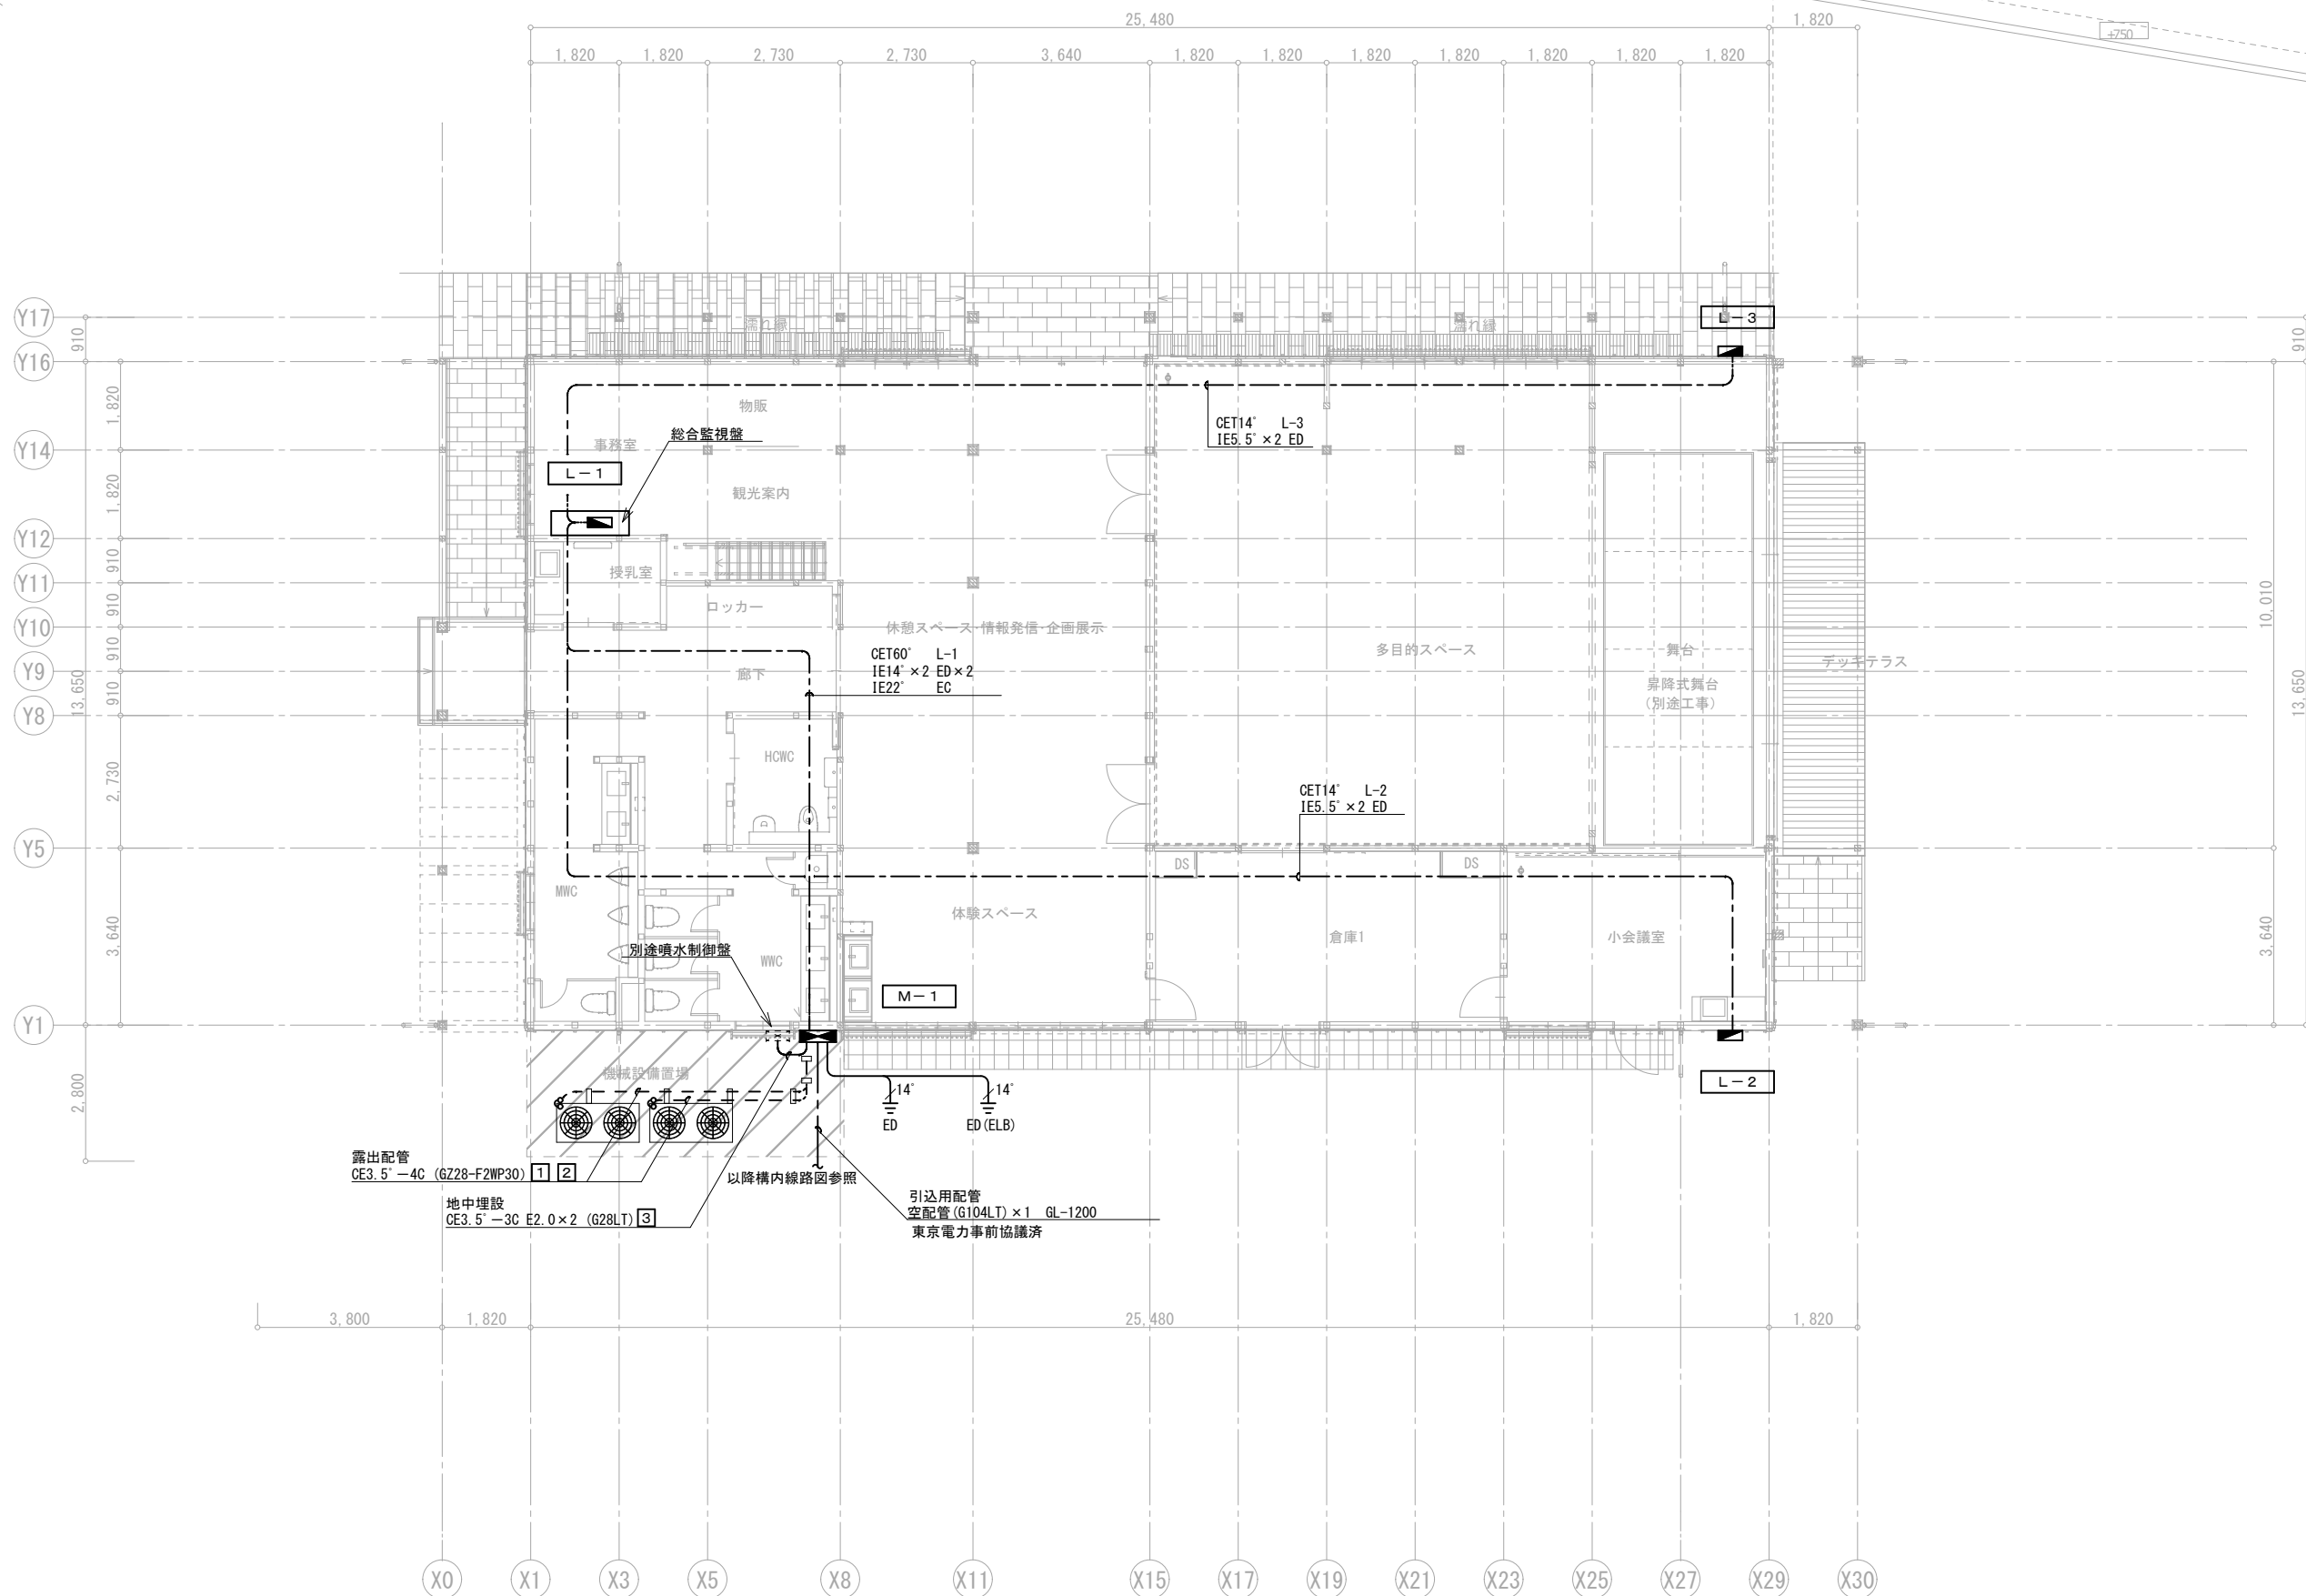 25,480
1,820
+750
1,820
1,820
2,730
2,730
3,640
1,820
1,820
1,820
1,820
1,820
1,820
1,820
Y17
Y16
Y14
Y12
Y11
Y10
Y9
Y8
Y5
Y1
910
1,820
1,820
910
910
910
910
2,730
3,640
13,650
2,800
910
10,010
3,640
13,650
濡れ縁
濡れ縁
L-3
物販
CET14° L-3
IE5.5°×2 ED
事務室
総合監視盤
L-1
観光案内
授乳室
ロッカー
休憩スペース・情報発信・企画展示
多目的スペース
舞台
デッキテラス
昇降式舞台
(別途工事)
CET60° L-1
IE14°×2 ED×2
IE22° EC
廊下
HCWC
CET14° L-2
IE5.5°×2 ED
DS
DS
MWC
体験スペース
倉庫1
小会議室
別途噴水制御盤
WWC
M-1
機械設備置場
L-2
14°
14°
ED
ED(ELB)
露出配管
CE3.5°-4C (GZ28-F2WP30) 1 2
以降構内線路図参照
地中埋設
CE3.5°-3C E2.0×2 (G28LT) 3
引込用配管
空配管(G104LT)×1 GL-1200
東京電力事前協議済
3,800
1,820
25,480
1,820
X0
X1
X3
X5
X8
X11
X15
X17
X19
X21
X23
X25
X27
X29
X30